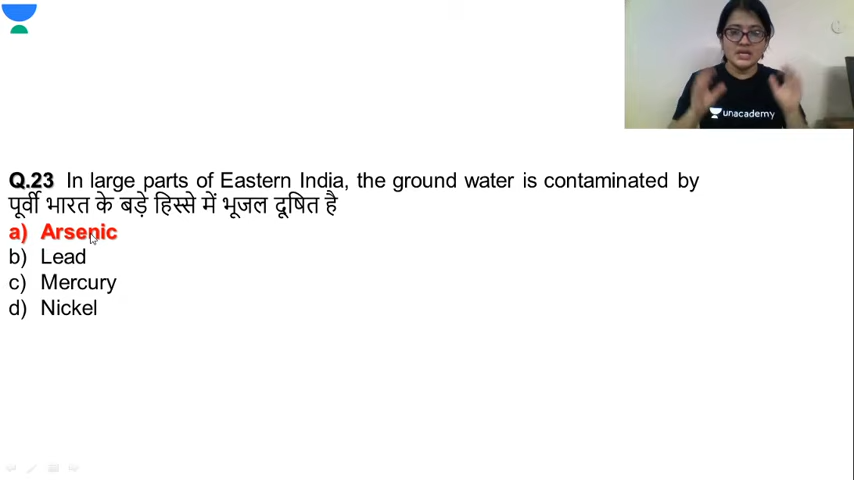 unacademy
Q.23 In large parts of Eastern India, the ground water is contaminated by
पूर्वी भारत के बड़े हिस्से में भूजल दूषित है
a) Arsenic
b) Lead
c) Mercury
d) Nickel